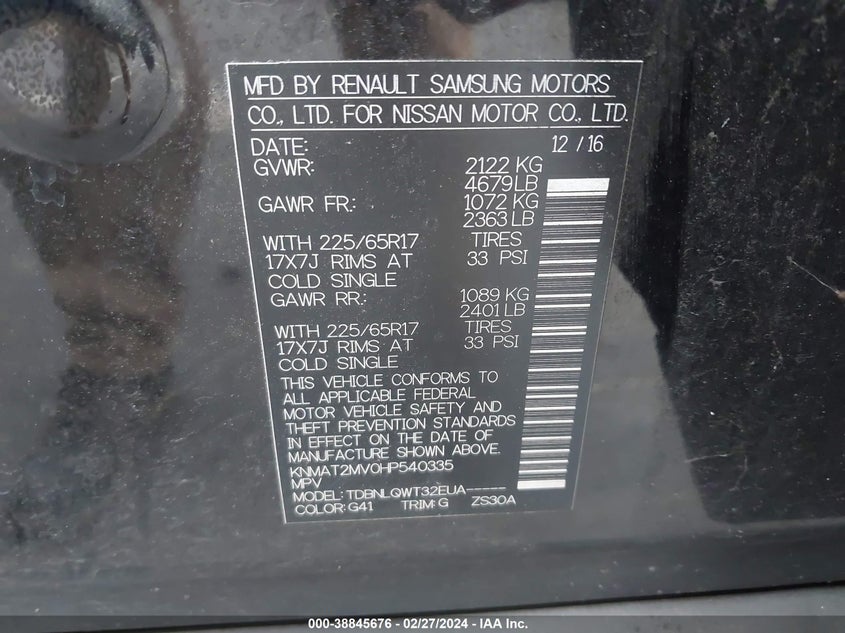 MFD BY RENAULT SAMSUNG MOTORS
CO., LTD. FOR NISSAN MOTOR CO., LTD.
DATE: 12 / 16
GVWR: 2122 KG
4679 LB
GAWR FR: 1072 KG
2363 LB
WITH 225/65R17 TIRES
17X7J RIMS AT 33 PSI
COLD SINGLE
GAWR RR: 1089 KG
2401 LB
WITH 225/65R17 TIRES
17X7J RIMS AT 33 PSI
COLD SINGLE
THIS VEHICLE CONFORMS TO
ALL APPLICABLE FEDERAL
MOTOR VEHICLE SAFETY AND
THEFT PREVENTION STANDARDS
IN EFFECT ON THE DATE OF
MANUFACTURE SHOWN ABOVE.
KNMAT2MV0HP540335
MPV
MODEL: TDBNLQWT32EUA-----
COLOR: G41 TRIM: G ZS30A
000-38845676 - 02/27/2024 - IAA Inc.